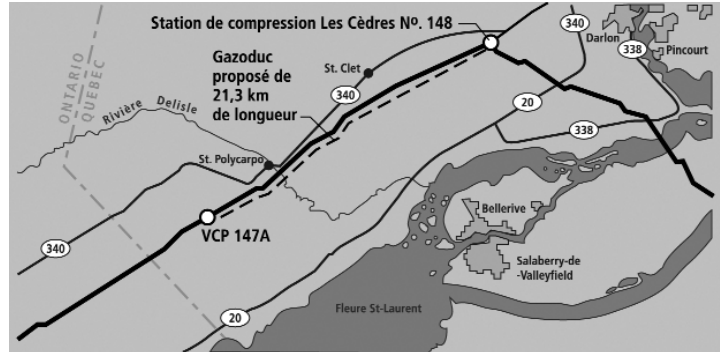 Station de compression Les Cèdres Nº. 148
340
Darlon
338
Pincourt
Gazoduc
proposé de
21,3 km
de longueur
St. Clet
340
20
338
ONTARIO
QUEBEC
Rivière Delisle
St. Polycarpo
VCP 147A
340
Bellerive
Salaberry-de
-Valleyfield
Fleure St-Laurent
20